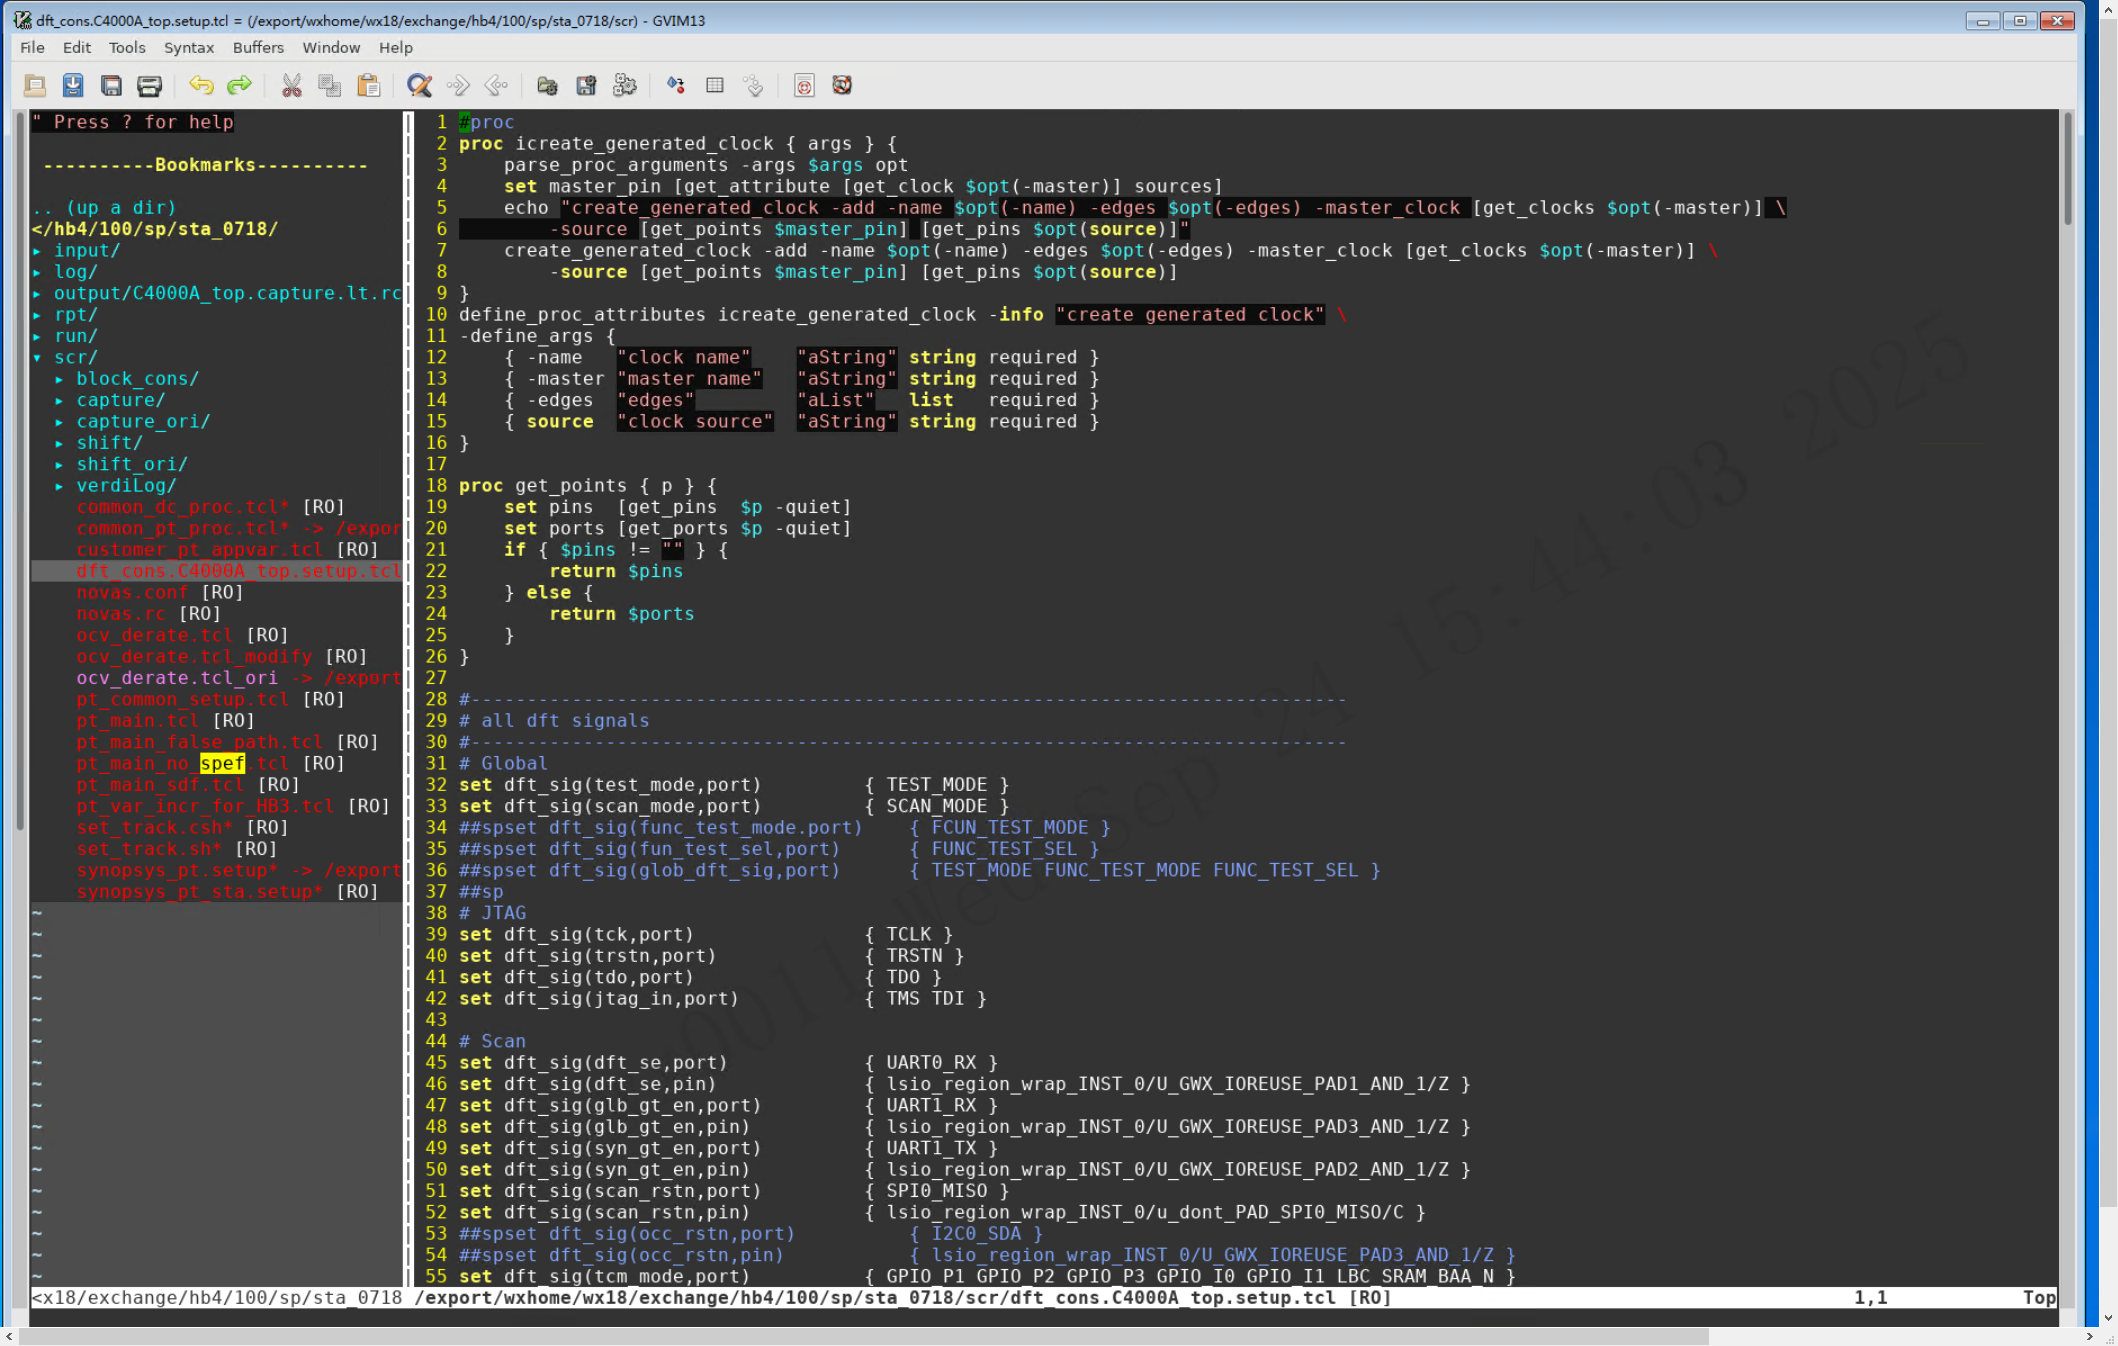 dft_cons.C4000A_top.setup.tcl = (/export/wxhome/wx18/exchange/hb4/100/sp/sta_0718/scr) - GVIM13
File Edit Tools Syntax Buffers Window Help
" Press ? for help
----------Bookmarks----------
.. (up a dir)
</hb4/100/sp/sta_0718/
▸ input/
▸ log/
▸ output/C4000A_top.capture.lt.rc
▸ rpt/
▸ run/
▾ scr/
▸ block_cons/
▸ capture/
▸ capture_ori/
▸ shift/
▸ shift_ori/
▸ verdiLog/
common_dc_proc.tcl* [RO]
common_pt_proc.tcl* -> /expor
customer_pt_appvar.tcl [RO]
dft_cons.C4000A_top.setup.tcl
novas.conf [RO]
novas.rc [RO]
ocv_derate.tcl [RO]
ocv_derate.tcl_modify [RO]
ocv_derate.tcl_ori -> /export
pt_common_setup.tcl [RO]
pt_main.tcl [RO]
pt_main_false_path.tcl [RO]
pt_main_no_spef.tcl [RO]
pt_main_sdf.tcl [RO]
pt_var_incr_for_HB3.tcl [RO]
set_track.csh* [RO]
set_track.sh* [RO]
synopsys_pt.setup* -> /export
synopsys_pt_sta.setup* [RO]
1 #proc
2 proc icreate_generated_clock { args } {
3     parse_proc_arguments -args $args opt
4     set master_pin [get_attribute [get_clock $opt(-master)] sources]
5     echo "create_generated_clock -add -name $opt(-name) -edges $opt(-edges) -master_clock [get_clocks $opt(-master)] \
6         -source [get_points $master_pin] [get_pins $opt(source)]"
7     create_generated_clock -add -name $opt(-name) -edges $opt(-edges) -master_clock [get_clocks $opt(-master)] \
8         -source [get_points $master_pin] [get_pins $opt(source)]
9 }
10 define_proc_attributes icreate_generated_clock -info "create generated clock" \
11 -define_args {
12     { -name   "clock name"    "aString" string required }
13     { -master "master name"   "aString" string required }
14     { -edges  "edges"         "aList"   list   required }
15     { source  "clock source"  "aString" string required }
16 }
17
18 proc get_points { p } {
19     set pins  [get_pins  $p -quiet]
20     set ports [get_ports $p -quiet]
21     if { $pins != "" } {
22         return $pins
23     } else {
24         return $ports
25     }
26 }
27
28 #------------------------------------------------------------------------------
29 # all dft signals
30 #------------------------------------------------------------------------------
31 # Global
32 set dft_sig(test_mode,port)         { TEST_MODE }
33 set dft_sig(scan_mode,port)         { SCAN_MODE }
34 ##spset dft_sig(func_test_mode.port)    { FCUN_TEST_MODE }
35 ##spset dft_sig(fun_test_sel,port)      { FUNC_TEST_SEL }
36 ##spset dft_sig(glob_dft_sig,port)      { TEST_MODE FUNC_TEST_MODE FUNC_TEST_SEL }
37 ##sp
38 # JTAG
39 set dft_sig(tck,port)               { TCLK }
40 set dft_sig(trstn,port)             { TRSTN }
41 set dft_sig(tdo,port)               { TDO }
42 set dft_sig(jtag_in,port)           { TMS TDI }
43
44 # Scan
45 set dft_sig(dft_se,port)            { UART0_RX }
46 set dft_sig(dft_se,pin)             { lsio_region_wrap_INST_0/U_GWX_IOREUSE_PAD1_AND_1/Z }
47 set dft_sig(glb_gt_en,port)         { UART1_RX }
48 set dft_sig(glb_gt_en,pin)          { lsio_region_wrap_INST_0/U_GWX_IOREUSE_PAD3_AND_1/Z }
49 set dft_sig(syn_gt_en,port)         { UART1_TX }
50 set dft_sig(syn_gt_en,pin)          { lsio_region_wrap_INST_0/U_GWX_IOREUSE_PAD2_AND_1/Z }
51 set dft_sig(scan_rstn,port)         { SPI0_MISO }
52 set dft_sig(scan_rstn,pin)          { lsio_region_wrap_INST_0/u_dont_PAD_SPI0_MISO/C }
53 ##spset dft_sig(occ_rstn,port)          { I2C0_SDA }
54 ##spset dft_sig(occ_rstn,pin)           { lsio_region_wrap_INST_0/U_GWX_IOREUSE_PAD3_AND_1/Z }
55 set dft_sig(tcm_mode,port)          { GPIO_P1 GPIO_P2 GPIO_P3 GPIO_I0 GPIO_I1 LBC_SRAM_BAA_N }
<x18/exchange/hb4/100/sp/sta_0718 /export/wxhome/wx18/exchange/hb4/100/sp/sta_0718/scr/dft_cons.C4000A_top.setup.tcl [RO] 1,1 Top
Wed Sep 24 15:44:03 2025